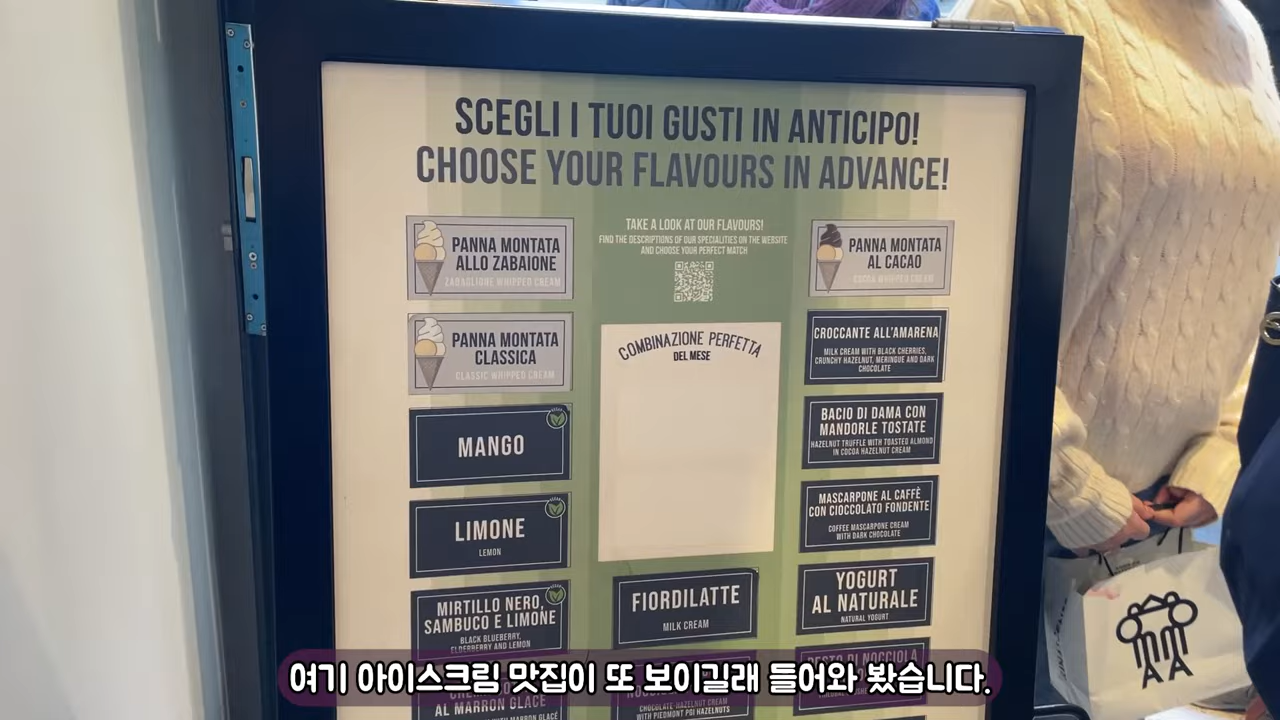 SCEGLI I TUOI GUSTI IN ANTICIPO!
CHOOSE YOUR FLAVOURS IN ADVANCE!
PANNA MONTATA
ALLO ZABAIONE
ZABAGLIONE WHIPPED CREAM
PANNA MONTATA
CLASSICA
CLASSIC WHIPPED CREAM
MANGO
LIMONE
LEMON
MIRTILLO NERO,
SAMBUCO E LIMONE
BLACK BLUEBERRY,
ELDERBERRY AND LEMON
AL MARRON GLACÉ
TAKE A LOOK AT OUR FLAVOURS!
FIND THE DESCRIPTIONS OF OUR SPECIALITIES ON THE WEBSITE
AND CHOOSE YOUR PERFECT MATCH
COMBINAZIONE PERFETTA
DEL MESE
FIORDILATTE
MILK CREAM
CHOCOLATE-HAZELNUT CREAM
WITH PIEDMONT PGI HAZELNUTS
PANNA MONTATA
AL CACAO
COCOA WHIPPED CREAM
CROCCANTE ALL'AMARENA
MILK CREAM WITH BLACK CHERRIES,
CRUNCHY HAZELNUT, MERINGUE AND DARK
CHOCOLATE
BACIO DI DAMA CON
MANDORLE TOSTATE
HAZELNUT TRUFFLE WITH TOASTED ALMOND
IN COCOA HAZELNUT CREAM
MASCARPONE AL CAFFÈ
CON CIOCCOLATO FONDENTE
COFFEE MASCARPONE CREAM
WITH DARK CHOCOLATE
YOGURT
AL NATURALE
NATURAL YOGURT
PESTO DI NOCCIOLA
여기 아이스크림 맛집이 또 보이길래 들어와 봤습니다.